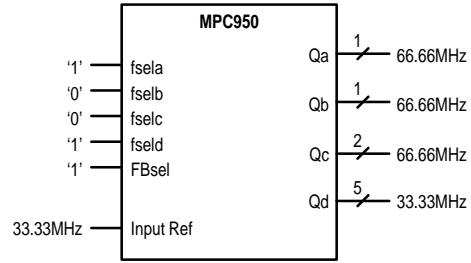 MPC950
'1' fsela
'0' fselb
'0' fselc
'1' fseld
'1' FBsel
33.33MHz Input Ref
Qa 1 66.66MHz
Qb 1 66.66MHz
Qc 2 66.66MHz
Qd 5 33.33MHz